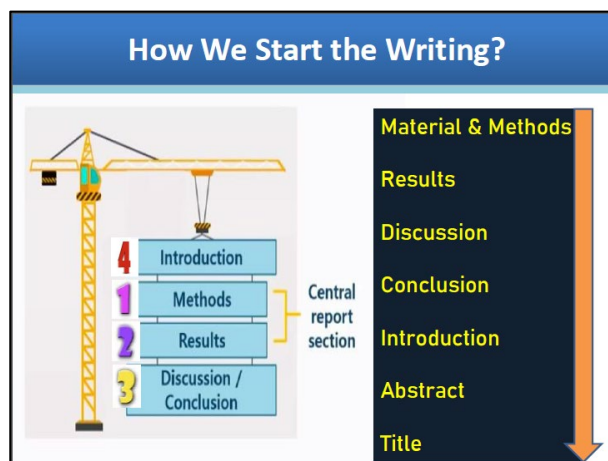 How We Start the Writing?
4
Introduction
1
Methods
2
Results
3
Discussion /
Conclusion
Central
report
section
Material & Methods
Results
Discussion
Conclusion
Introduction
Abstract
Title